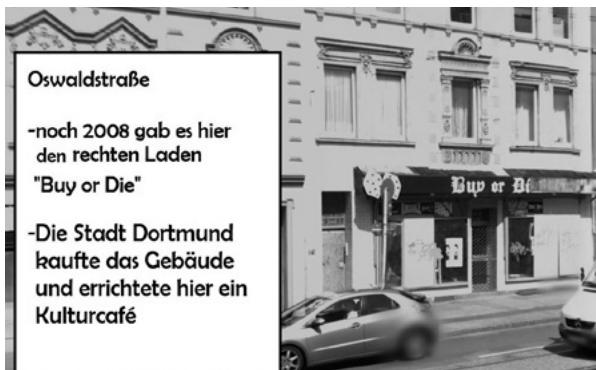 Oswaldstraße
-noch 2008 gab es hier
den rechten Laden
"Buy or Die"
-Die Stadt Dortmund
kaufte das Gebäude
und errichtete hier ein
Kulturcafé
Buy or Di